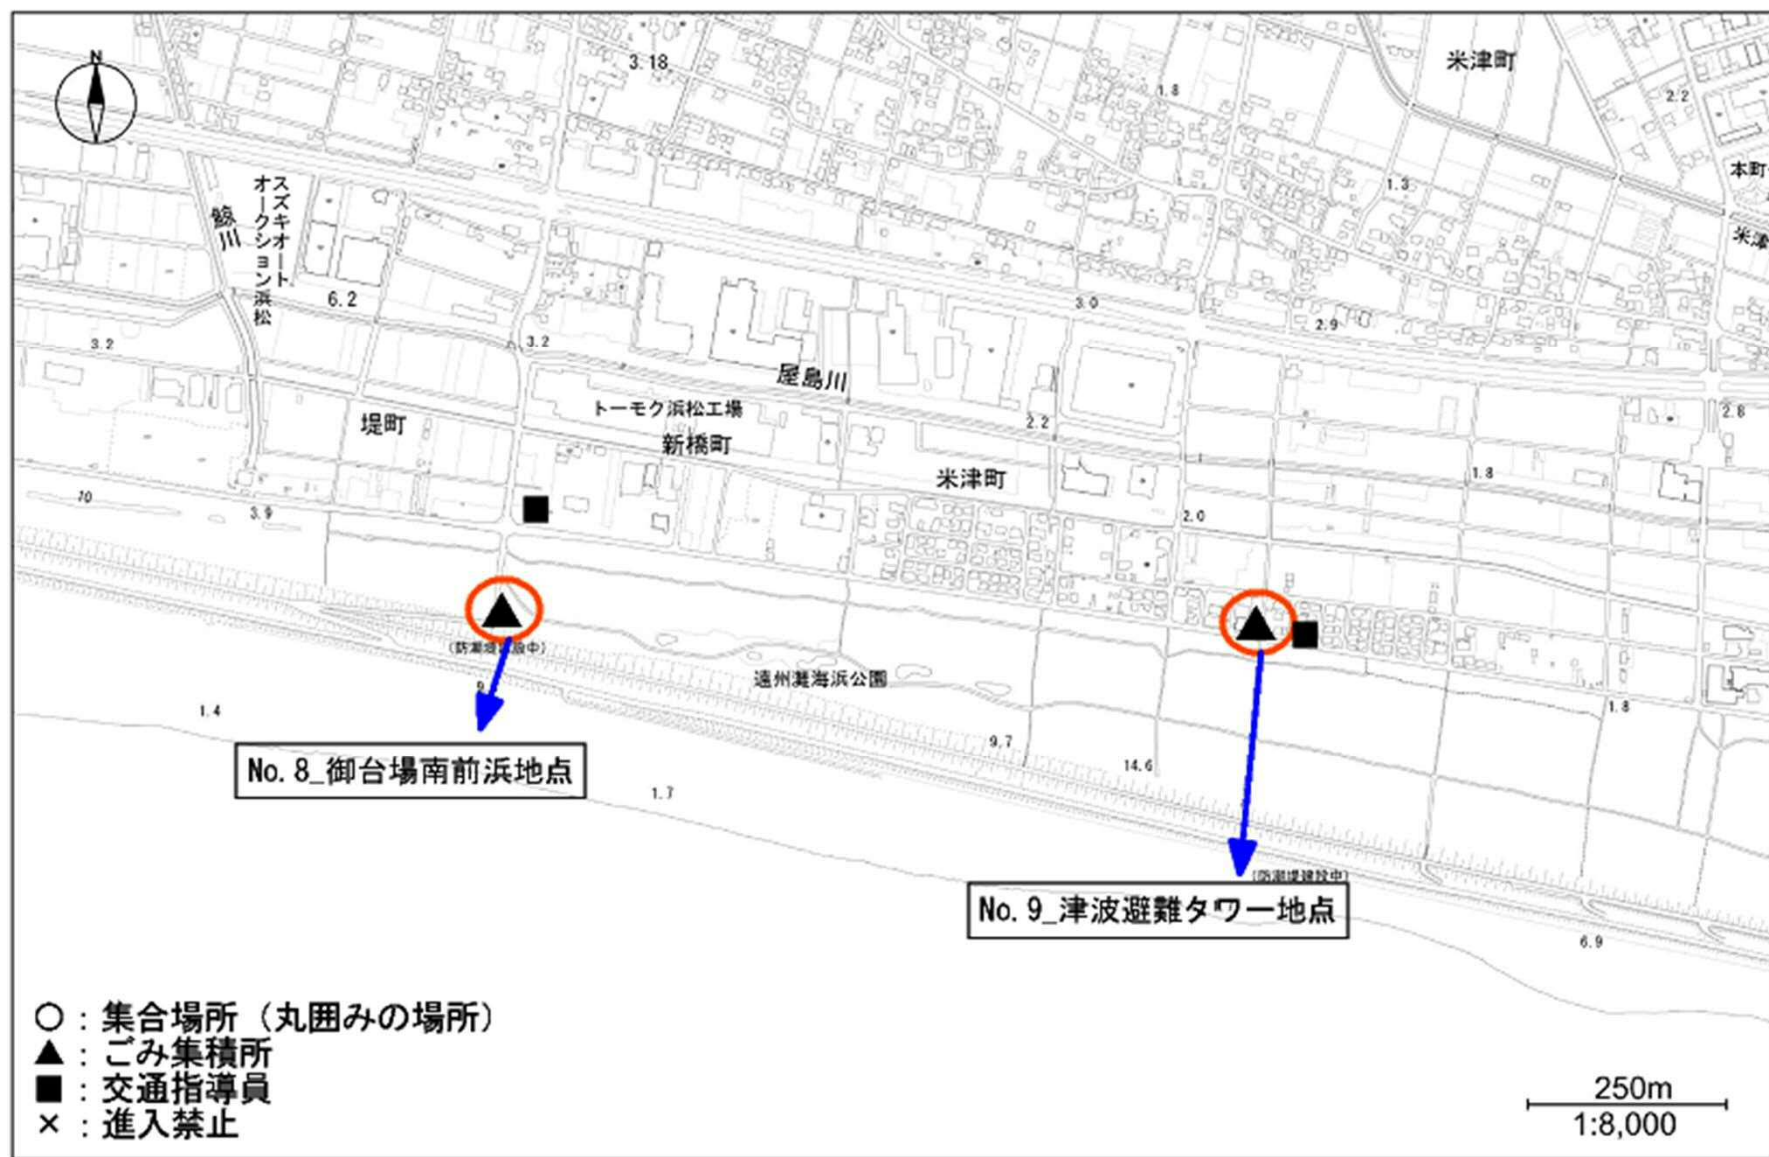 N
3.18
米津町
1.8
2.2
本町
1.3
米津
スズキオート
オークション浜松
鯨川
6.2
3.0
2.9
3.2
3.2
屋島川
トーモク浜松工場
2.8
堤町
新橋町
2.2
米津町
1.8
10
3.9
2.0
遠州灘海浜公園
1.8
1.4
9.7
14.6
No. 8_御台場南前浜地点
1.7
(防潮堤建設中)
No. 9_津波避難タワー地点
6.9
○ : 集合場所（丸囲みの場所）
▲ : ごみ集積所
■ : 交通指導員
× : 進入禁止
250m
1:8,000